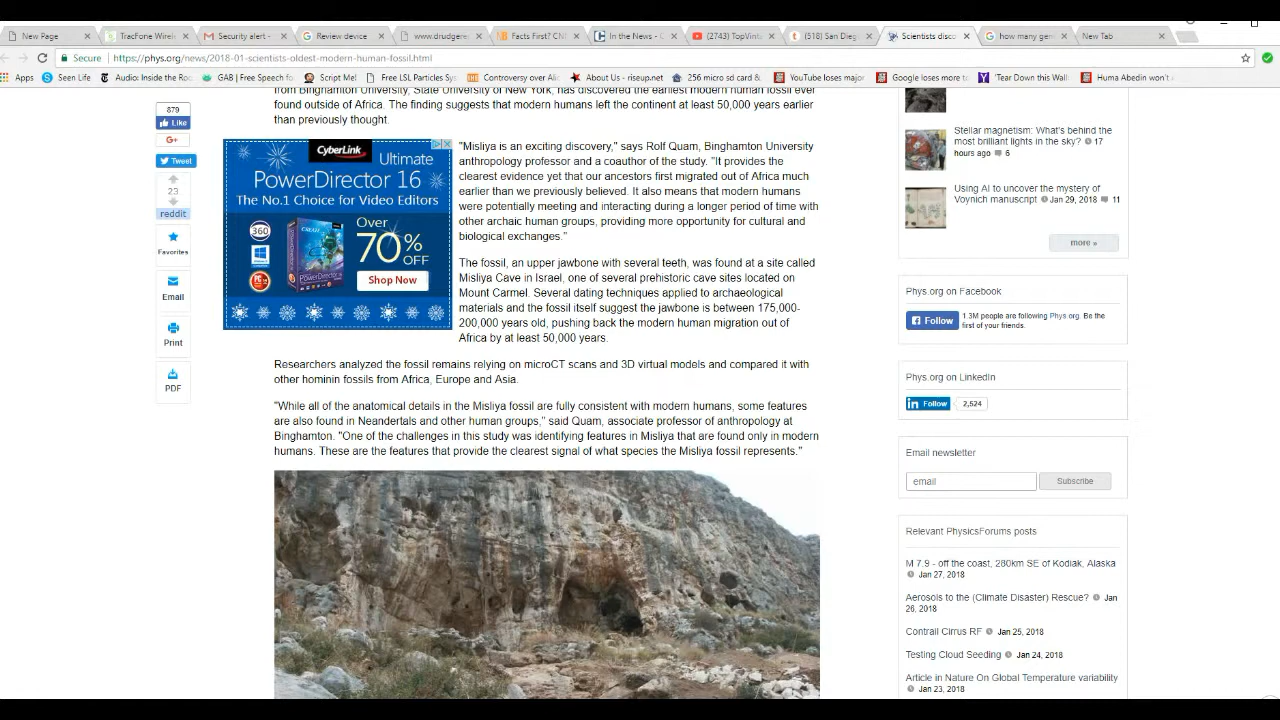 New Page
TracFone Wirele
Security alert -
Review device
www.drudgere
Facts First? CN
In the News - C
(2743) TopVint
(518) San Dieg
Scientists disco
how many gen
New Tab
Secure
https://phys.org/news/2018-01-scientists-oldest-modern-human-fossil.html
Seen Life
Audio: Inside the Ro
GAB | Free Speech fo
Script Me!
Free LSL Particles Sys
Controversy over Ali
About Us - riseup.net
256 micro sd card &
YouTube loses major
Google loses more to
'Tear Down this Wall
Huma Abedin won't
from Binghamton University, State University of New York, has discovered the earliest modern human fossil ever
found outside of Africa. The finding suggests that modern humans left the continent at least 50,000 years earlier
than previously thought.
879
Like
G+
Tweet
23
reddit
Favorites
Email
Print
PDF
CyberLink
Ultimate
PowerDirector 16
The No.1 Choice for Video Editors
360
Over
70% OFF
Shop Now
"Misliya is an exciting discovery," says Rolf Quam, Binghamton University
anthropology professor and a coauthor of the study. "It provides the
clearest evidence yet that our ancestors first migrated out of Africa much
earlier than we previously believed. It also means that modern humans
were potentially meeting and interacting during a longer period of time with
other archaic human groups, providing more opportunity for cultural and
biological exchanges."
The fossil, an upper jawbone with several teeth, was found at a site called
Misliya Cave in Israel, one of several prehistoric cave sites located on
Mount Carmel. Several dating techniques applied to archaeological
materials and the fossil itself suggest the jawbone is between 175,000-
200,000 years old, pushing back the modern human migration out of
Africa by at least 50,000 years.
Researchers analyzed the fossil remains relying on microCT scans and 3D virtual models and compared it with
other hominin fossils from Africa, Europe and Asia.
"While all of the anatomical details in the Misliya fossil are fully consistent with modern humans, some features
are also found in Neandertals and other human groups," said Quam, associate professor of anthropology at
Binghamton. "One of the challenges in this study was identifying features in Misliya that are found only in modern
humans. These are the features that provide the clearest signal of what species the Misliya fossil represents."
Stellar magnetism: What's behind the
most brilliant lights in the sky? 17
hours ago 6
Using AI to uncover the mystery of
Voynich manuscript Jan 29, 2018 11
more »
Phys.org on Facebook
Follow
1.3M people are following Phys.org. Be the
first of your friends.
Phys.org on LinkedIn
in Follow 2,524
Email newsletter
email
Subscribe
Relevant PhysicsForums posts
M 7.9 - off the coast, 280km SE of Kodiak, Alaska
Jan 27, 2018
Aerosols to the (Climate Disaster) Rescue? Jan
26, 2018
Contrail Cirrus RF Jan 25, 2018
Testing Cloud Seeding Jan 24, 2018
Article in Nature On Global Temperature variability
Jan 23, 2018